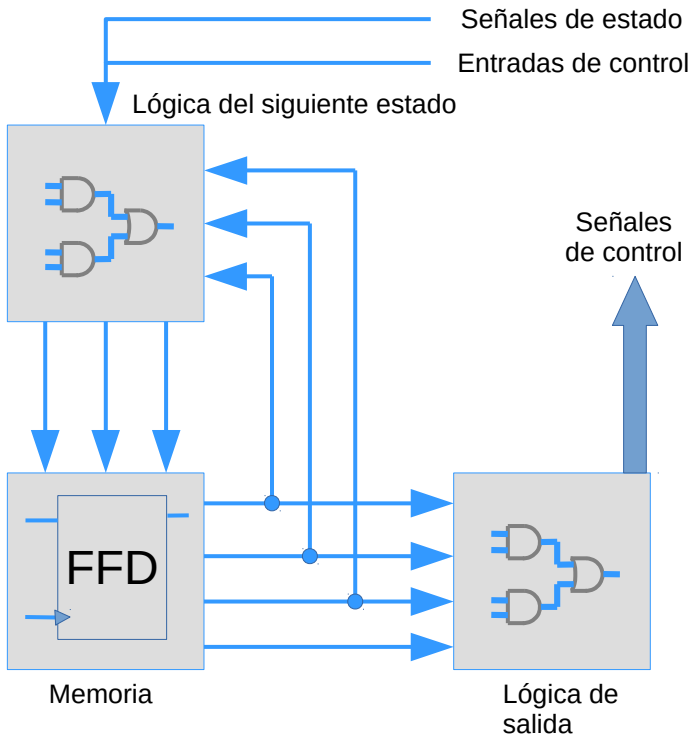 Señales de estado
Entradas de control
Lógica del siguiente estado
Señales
de control
FFD
Memoria
Lógica de
salida